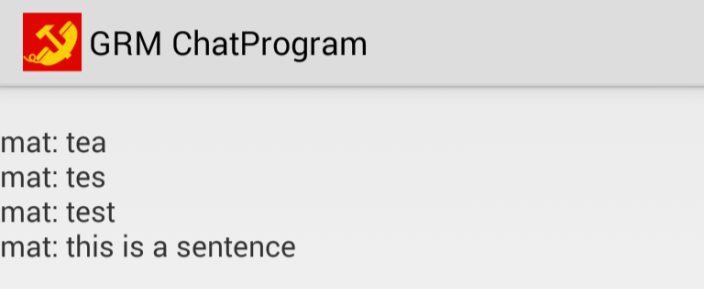 GRM ChatProgram
mat: tea
mat: tes
mat: test
mat: this is a sentence